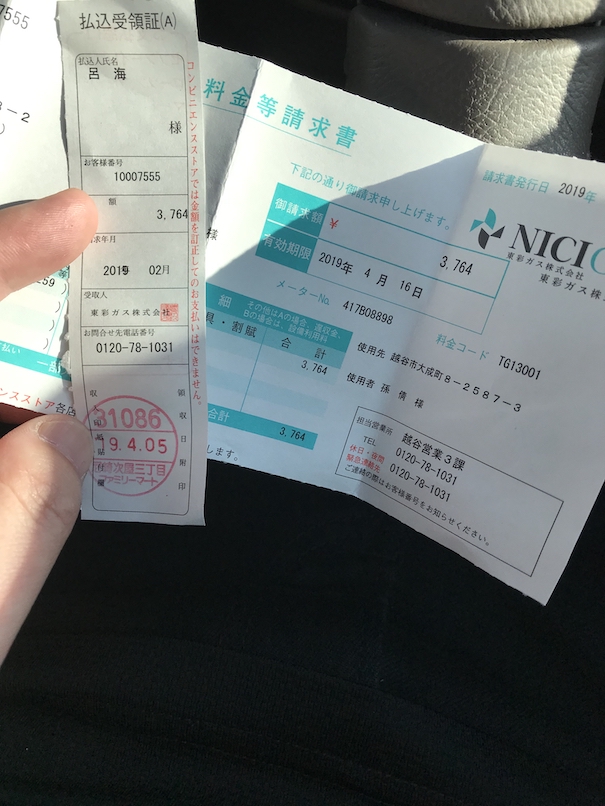 7555
払込受領証(A)
払込人氏名
呂 海
様
お客様番号
10007555
額
3,764
求年月
2019 02月
受取人
東彩ガス株式会社
お問合せ先電話番号
0120-78-1031
収
領収日附印
31086
9.4.05
三丁目
ファミリーマート
コンビニエンスストアでは金額を訂正してのお支払いはできません。
料金等請求書
下記の通り御請求申し上げます。
請求書発行日 2019年
御請求額 ¥ 3,764
有効期限 2019年 4月 16日
NICIG
東彩ガス株式会社
東彩ガス株
様
メーターNo. 417B08898
料金コード TG13001
細
その他はAの場合、返収金、
Bの場合は、設備利用料
具・割賦
合 計
3,764
合計
3,764
使用先 越谷市大成町8-2587-3
使用者 孫 情 様
担当営業所 越谷営業3課
TEL 0120-78-1031
休日・夜間
緊急連絡先 0120-78-1031
ご連絡の際はお客様番号をお知らせください。
します。
59
払い
一部
ンスストア各店